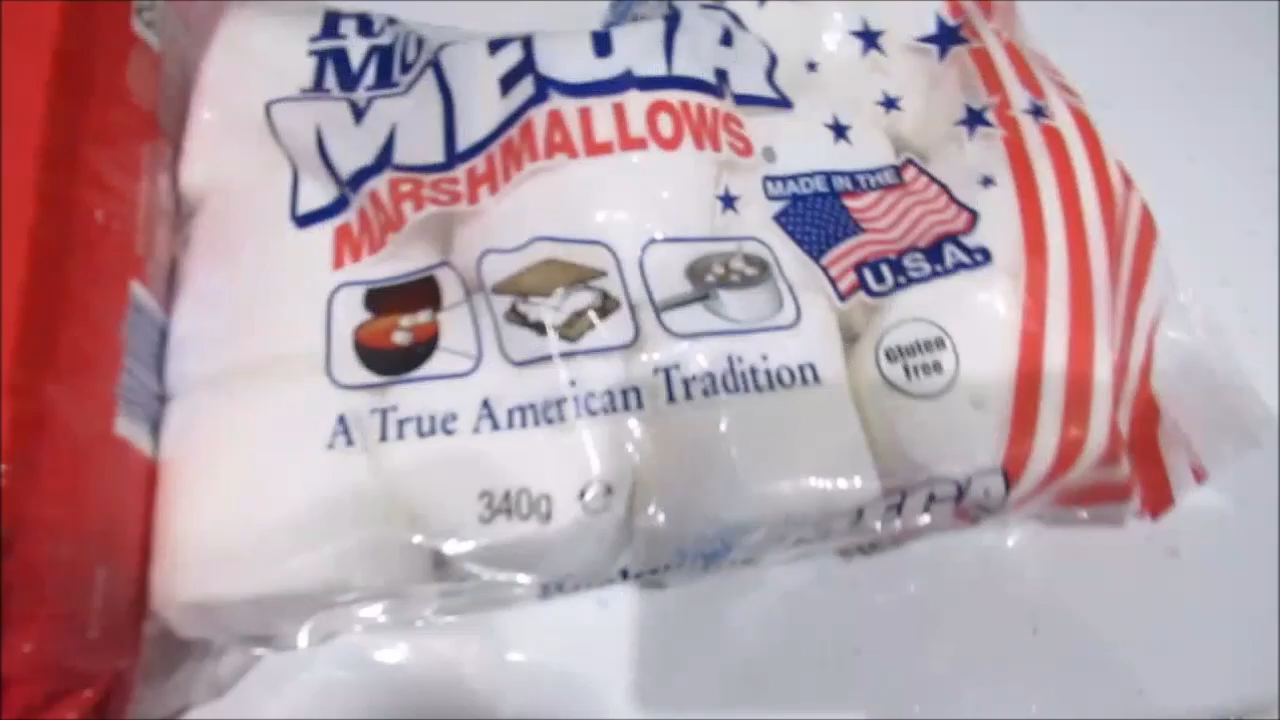 MEGA
MARSHMALLOWS
MADE IN THE
U.S.A.
Gluten
free
A True American Tradition
340g e